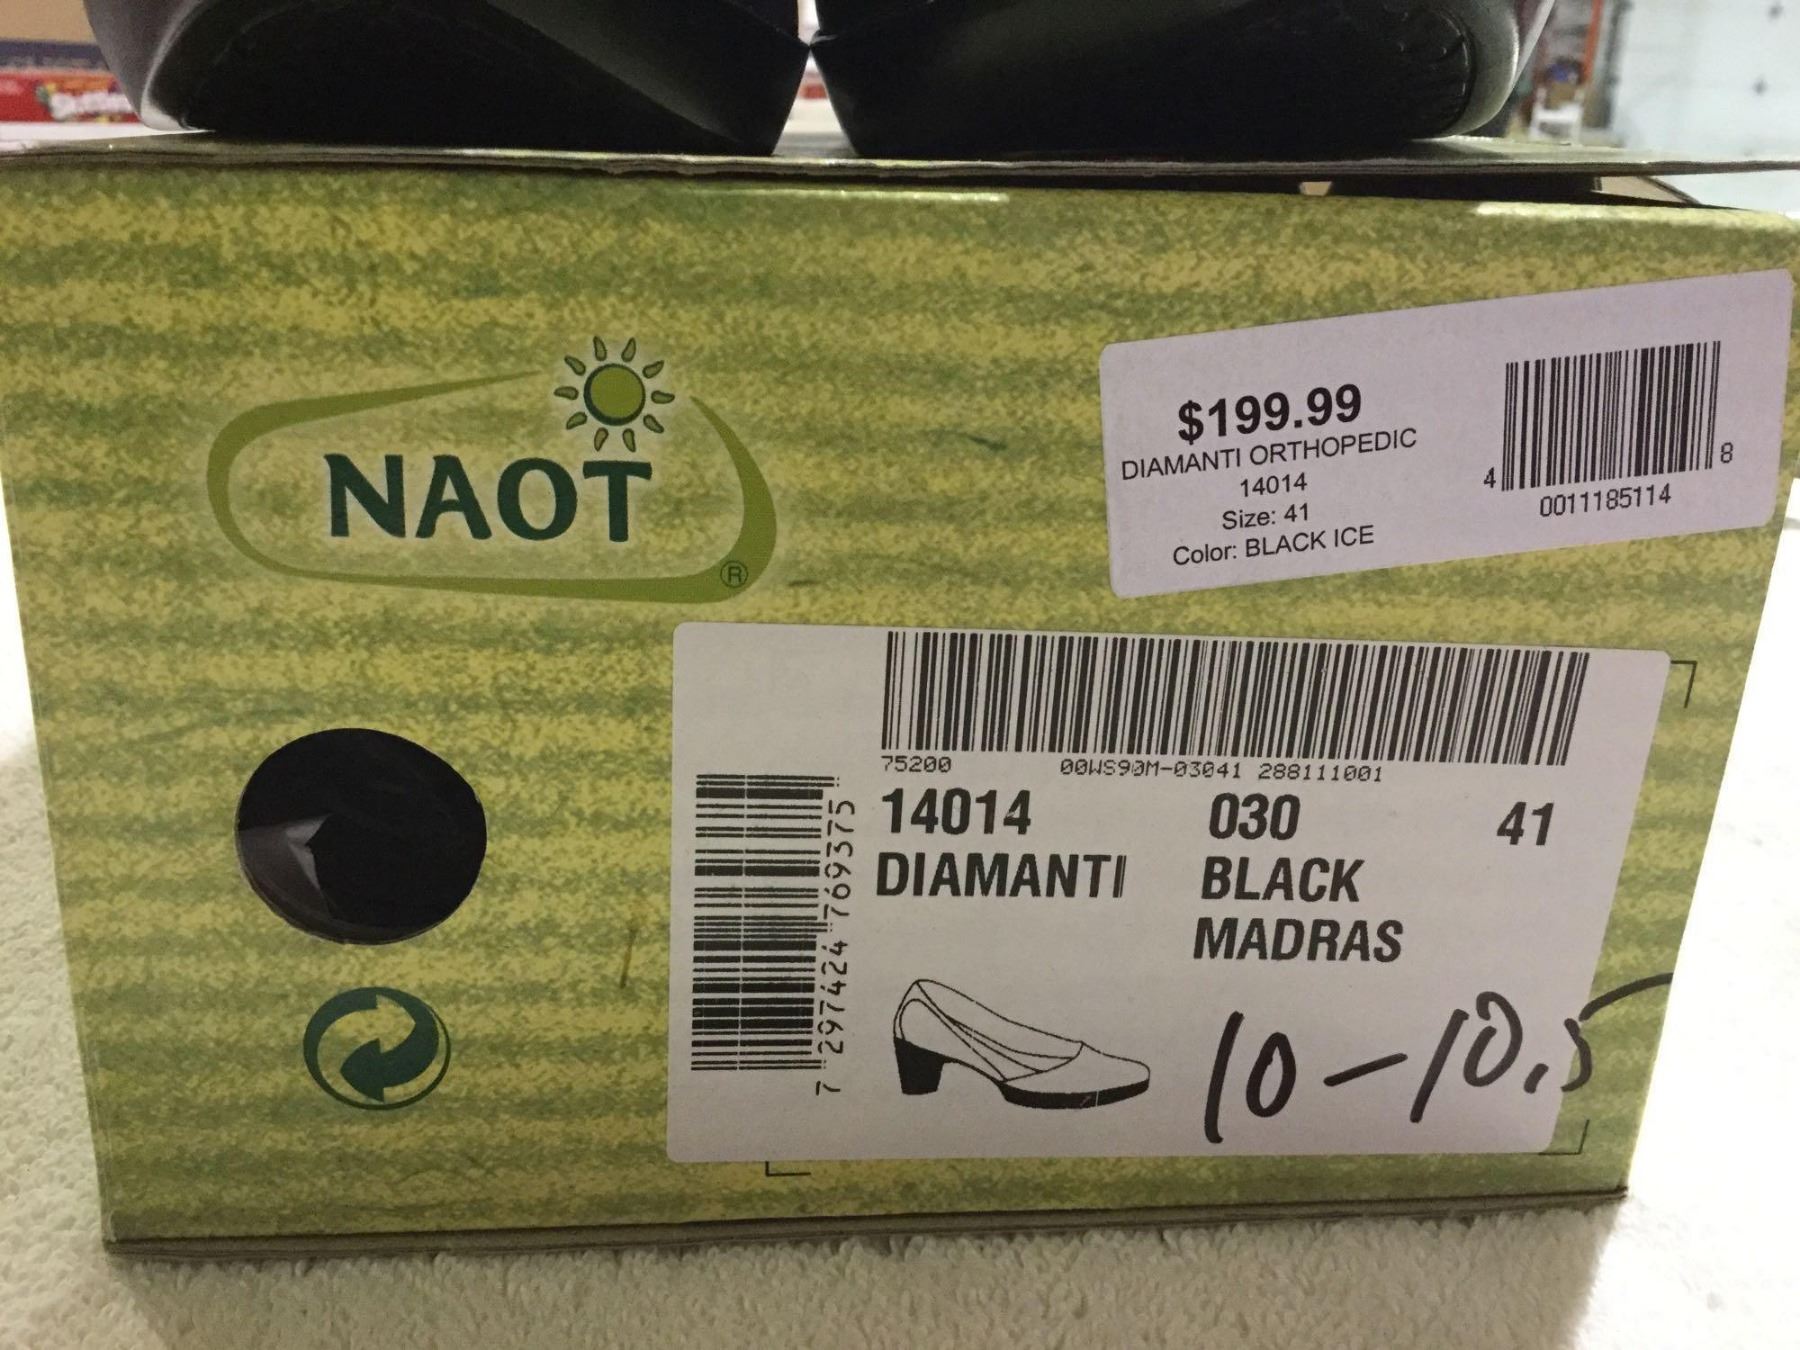 NAOT
®
$199.99
DIAMANTI ORTHOPEDIC
14014
Size: 41
Color: BLACK ICE
4 0011185114 8
75200 00WS90M-03041 288111001
14014 030 41
DIAMANTI BLACK
MADRAS
7 297424 769375
10-10.5